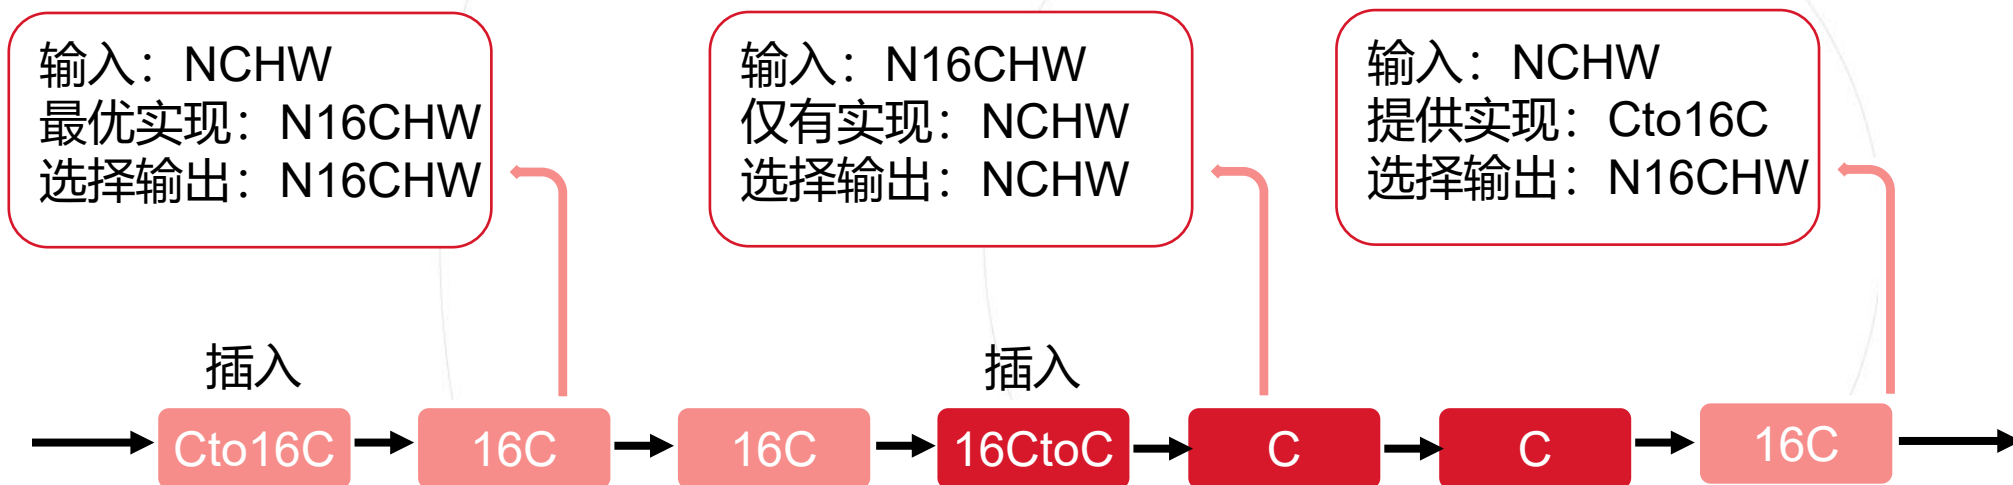 输入：NCHW
最优实现：N16CHW
选择输出：N16CHW
输入：N16CHW
仅有实现：NCHW
选择输出：NCHW
输入：NCHW
提供实现：Cto16C
选择输出：N16CHW
插入
插入
Cto16C
16C
16C
16CtoC
C
C
16C